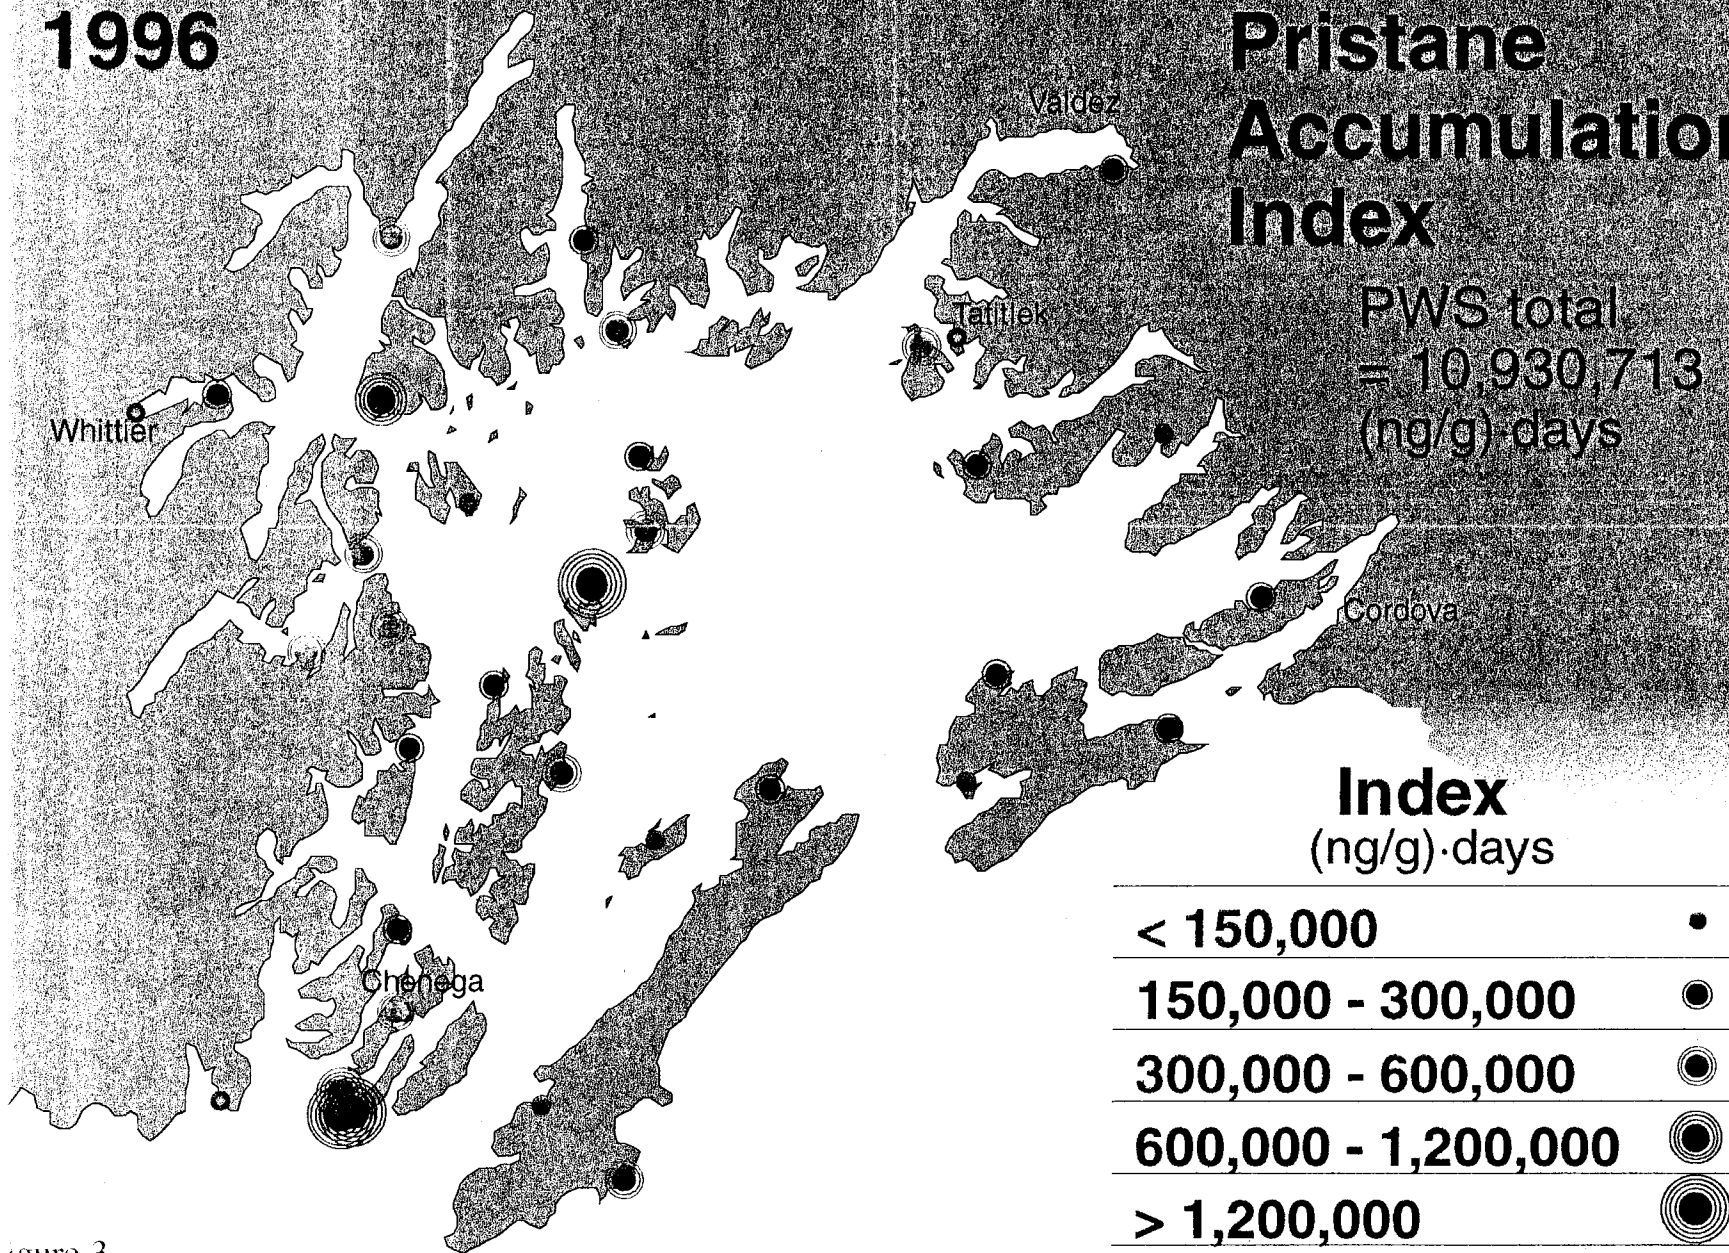 1996
Pristane
Accumulation
Index
PWS total
= 10,930,713
(ng/g)·days
Valdez
Tatitlek
Whittier
Cordova
Chenega
Index
(ng/g)·days
< 150,000
150,000 - 300,000
300,000 - 600,000
600,000 - 1,200,000
> 1,200,000